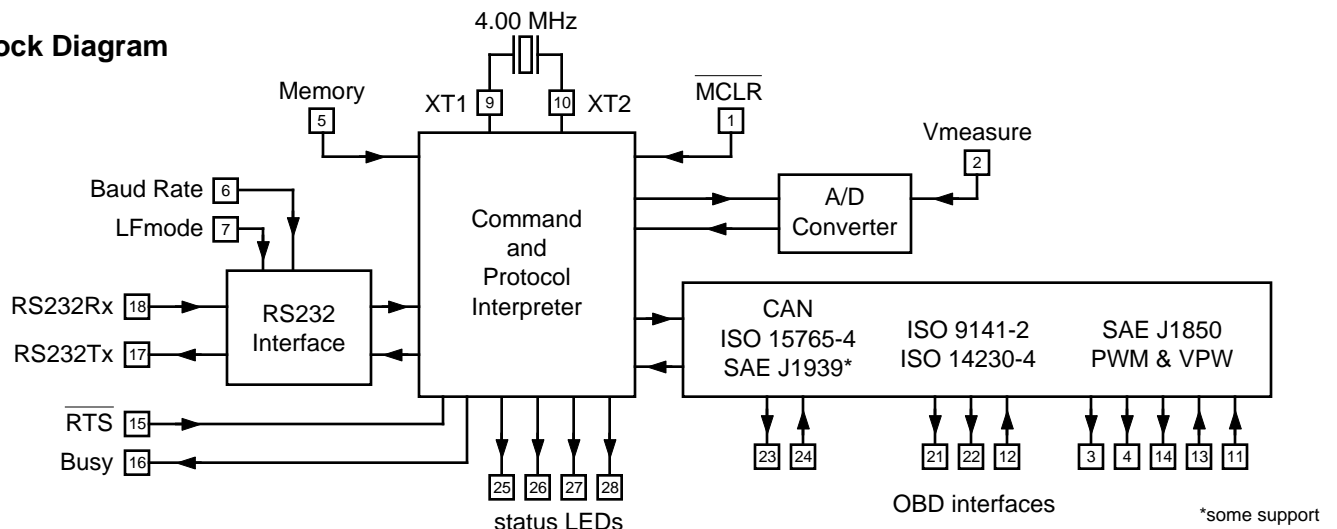 4.00 MHz
ock Diagram
Memory
5
XT1 9
10 XT2
MCLR
1
Vmeasure
2
Baud Rate 6
LFmode 7
Command
and
Protocol
Interpreter
A/D
Converter
RS232Rx 18
RS232Tx 17
RS232
Interface
CAN
ISO 15765-4
SAE J1939*
ISO 9141-2
ISO 14230-4
SAE J1850
PWM & VPW
RTS 15
Busy 16
25 26 27 28
status LEDs
23 24
21 22 12
3 4 14 13 11
OBD interfaces
*some support